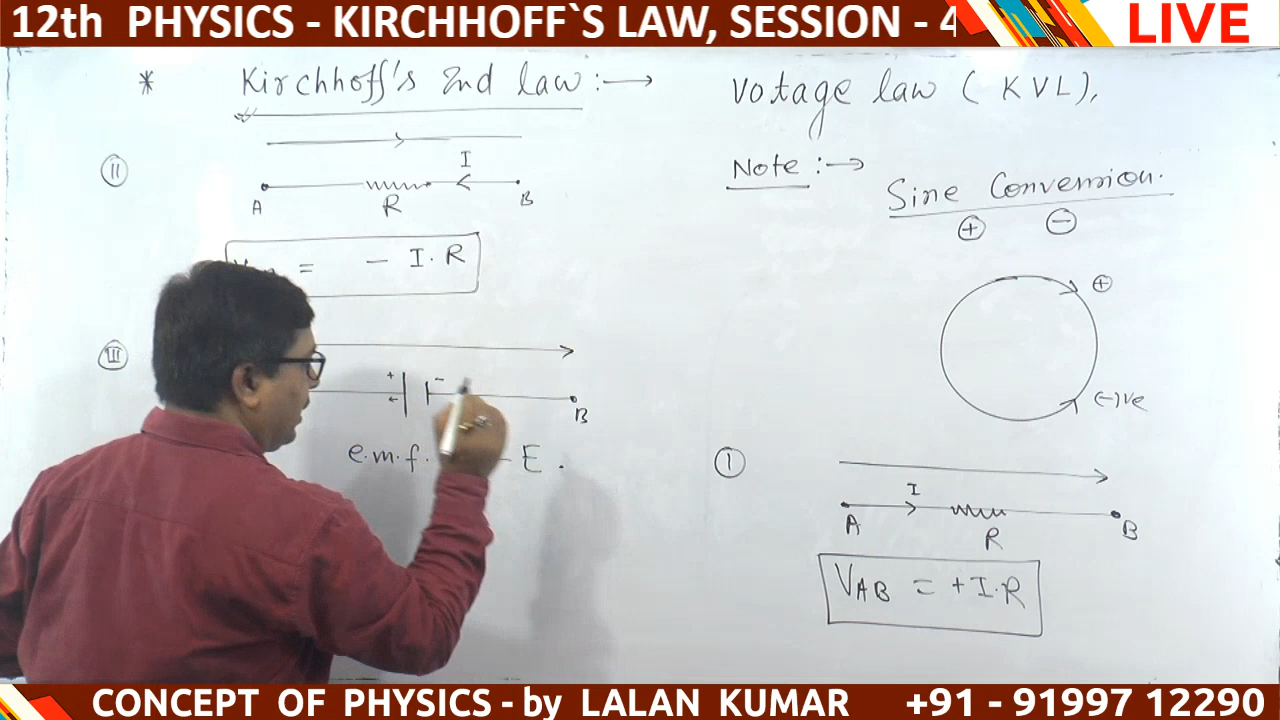 12th PHYSICS - KIRCHHOFF`S LAW, SESSION - 4
LIVE
* Kirchhoff's 2nd law :→ Votage law ( KVL),
Note :→
Sine Convension.
+ −
II
I
A R B
= − I.R
III
+ −
B
e.m.f. E .
+
(-)ve
I
I
A R B
VAB = + I.R
CONCEPT OF PHYSICS - by LALAN KUMAR +91 - 91997 12290